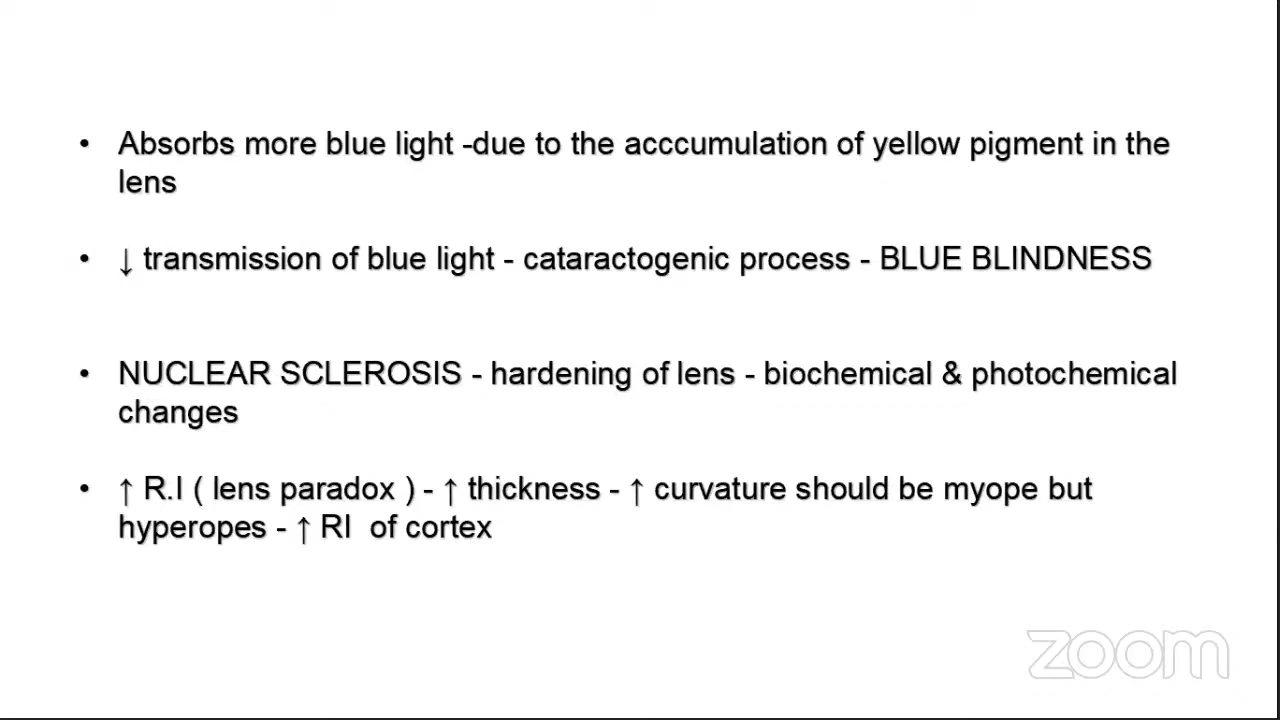 • Absorbs more blue light -due to the acccumulation of yellow pigment in the
lens
• ↓ transmission of blue light - cataractogenic process - BLUE BLINDNESS
• NUCLEAR SCLEROSIS - hardening of lens - biochemical & photochemical
changes
• ↑ R.I ( lens paradox ) - ↑ thickness - ↑ curvature should be myope but
hyperopes - ↑ RI  of cortex
zoom